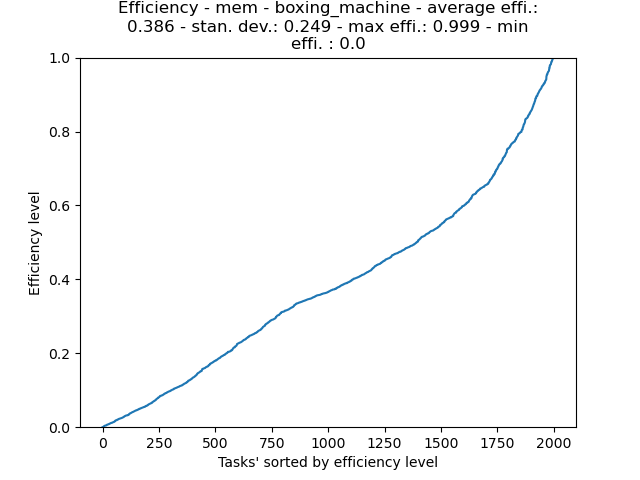 Efficiency - mem - boxing_machine - average effi.:
0.386 - stan. dev.: 0.249 - max effi.: 0.999 - min
effi. : 0.0
1.0
0.8
0.6
0.4
0.2
0.0
Efficiency level
0 250 500 750 1000 1250 1500 1750 2000
Tasks' sorted by efficiency level